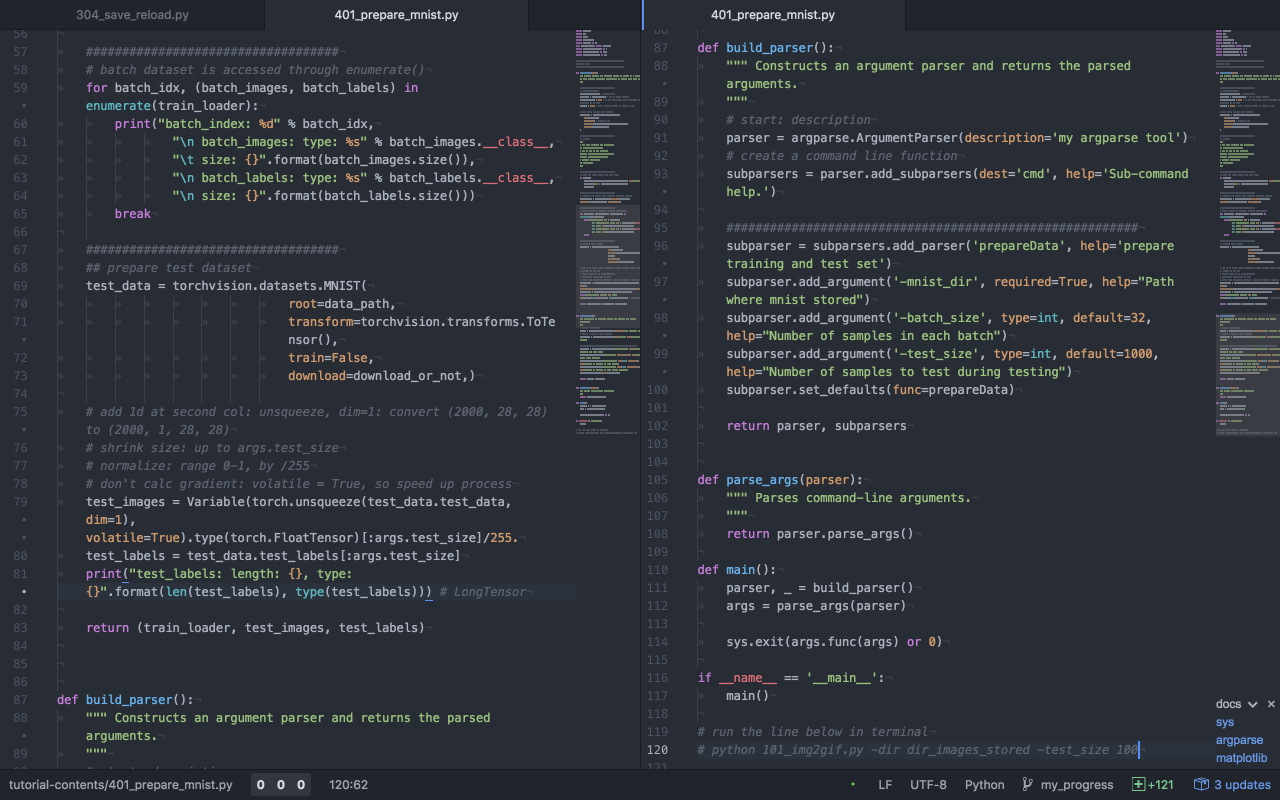 304_save_reload.py
401_prepare_mnist.py
56
57 ###################################
58 # batch dataset is accessed through enumerate()
59 for batch_idx, (batch_images, batch_labels) in
enumerate(train_loader):
60 print("batch_index: %d" % batch_idx,
61 "\n batch_images: type: %s" % batch_images.__class__,
62 "\t size: {}".format(batch_images.size()),
63 "\n batch_labels: type: %s" % batch_labels.__class__,
64 "\n size: {}".format(batch_labels.size()))
65 break
66
67 ###################################
68 ## prepare test dataset
69 test_data = torchvision.datasets.MNIST(
70 root=data_path,
71 transform=torchvision.transforms.ToTe
nsor(),
72 train=False,
73 download=download_or_not,)
74
75 # add 1d at second col: unsqueeze, dim=1: convert (2000, 28, 28)
to (2000, 1, 28, 28)
76 # shrink size: up to args.test_size
77 # normalize: range 0-1, by /255
78 # don't calc gradient: volatile = True, so speed up process
79 test_images = Variable(torch.unsqueeze(test_data.test_data,
dim=1),
volatile=True).type(torch.FloatTensor)[:args.test_size]/255.
80 test_labels = test_data.test_labels[:args.test_size]
81 print("test_labels: length: {}, type:
{}".format(len(test_labels), type(test_labels))) # LongTensor
82
83 return (train_loader, test_images, test_labels)
84
85
86
87 def build_parser():
88 """ Constructs an argument parser and returns the parsed
arguments.
89 """
401_prepare_mnist.py
86
87 def build_parser():
88 """ Constructs an argument parser and returns the parsed
arguments.
89 """
90 # start: description
91 parser = argparse.ArgumentParser(description='my argparse tool')
92 # create a command line function
93 subparsers = parser.add_subparsers(dest='cmd', help='Sub-command
help.')
94
95 #########################################################
96 subparser = subparsers.add_parser('prepareData', help='prepare
training and test set')
97 subparser.add_argument('-mnist_dir', required=True, help="Path
where mnist stored")
98 subparser.add_argument('-batch_size', type=int, default=32,
help="Number of samples in each batch")
99 subparser.add_argument('-test_size', type=int, default=1000,
help="Number of samples to test during testing")
100 subparser.set_defaults(func=prepareData)
101
102 return parser, subparsers
103
104
105 def parse_args(parser):
106 """ Parses command-line arguments.
107 """
108 return parser.parse_args()
109
110 def main():
111 parser, _ = build_parser()
112 args = parse_args(parser)
113
114 sys.exit(args.func(args) or 0)
115
116 if __name__ == '__main__':
117 main()
118
119 # run the line below in terminal
120 # python 101_img2gif.py -dir dir_images_stored -test_size 100
121
docs
sys
argparse
matplotlib
tutorial-contents/401_prepare_mnist.py 0 0 0 120:62 LF UTF-8 Python my_progress +121 3 updates